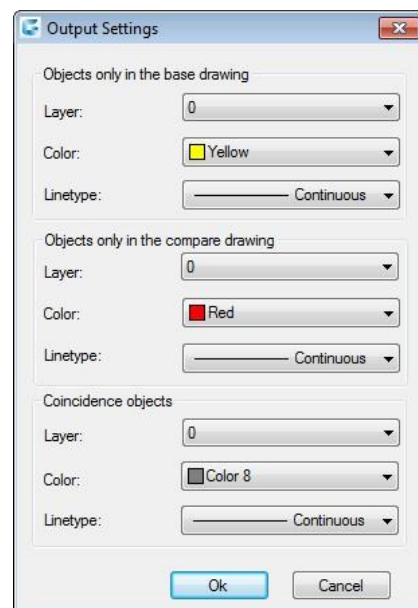 Output Settings
Objects only in the base drawing
Layer: 0
Color: Yellow
Linetype: Continuous
Objects only in the compare drawing
Layer: 0
Color: Red
Linetype: Continuous
Coincidence objects
Layer: 0
Color: Color 8
Linetype: Continuous
Ok Cancel